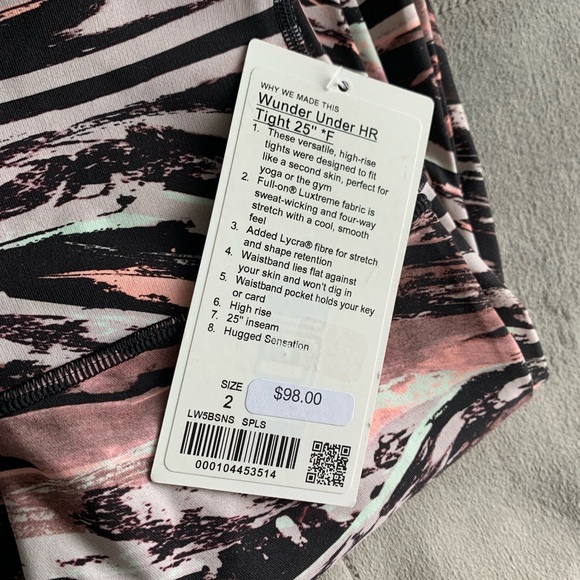 WHY WE MADE THIS
Wunder Under HR
Tight 25" *F
1. These versatile, high-rise
tights were designed to fit
like a second skin, perfect for
yoga or the gym
2. Full-on® Luxtreme fabric is
sweat-wicking and four-way
stretch with a cool, smooth
feel
3. Added Lycra® fibre for stretch
and shape retention
4. Waistband lies flat against
your skin and won't dig in
5. Waistband pocket holds your key
or card
6. High rise
7. 25" inseam
8. Hugged Sensation
SIZE
2
$98.00
LW5BSNS SPLS
000104453514